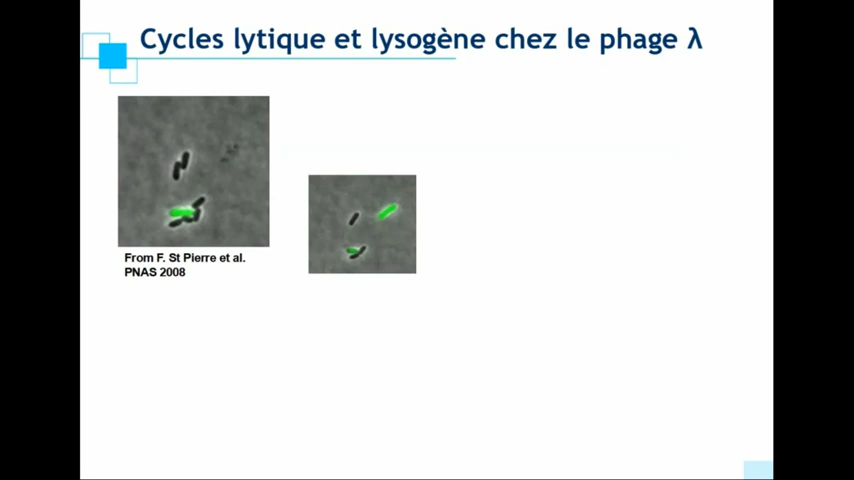 Cycles lytique et lysogène chez le phage λ
From F. St Pierre et al.
PNAS 2008